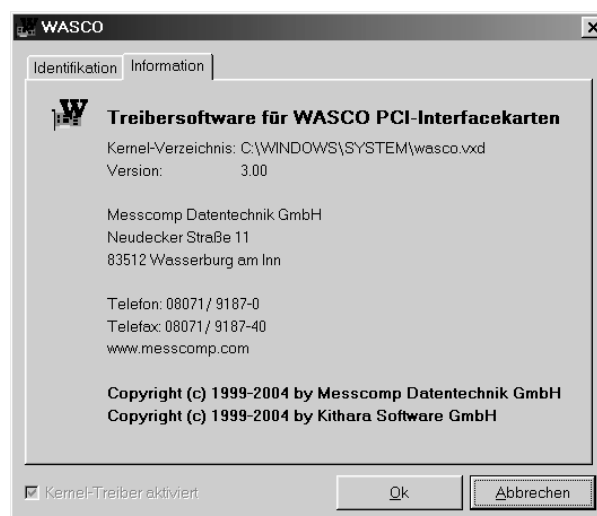 WASCO
Identifikation Information
W
Treibersoftware für WASCO PCI-Interfacekarten
Kernel-Verzeichnis: C:\WINDOWS\SYSTEM\wasco.vxd
Version: 3.00
Messcomp Datentechnik GmbH
Neudecker Straße 11
83512 Wasserburg am Inn
Telefon: 08071/ 9187-0
Telefax: 08071/ 9187-40
www.messcomp.com
Copyright (c) 1999-2004 by Messcomp Datentechnik GmbH
Copyright (c) 1999-2004 by Kithara Software GmbH
Kernel-Treiber aktiviert Ok Abbrechen